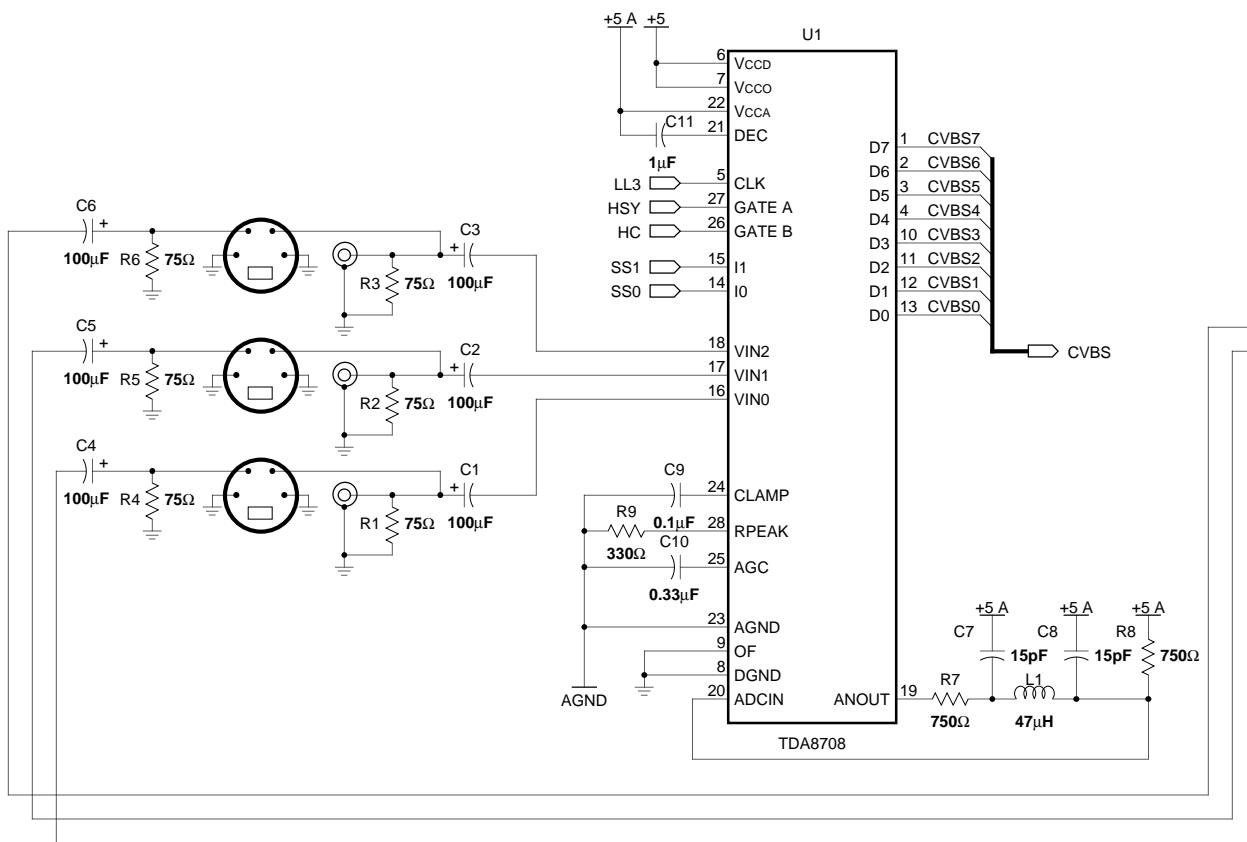 +5 A
+5
U1
6 VCCD
7 VCCO
22 VCCA
C11
21 DEC
1µF
D7 1 CVBS7
D6 2 CVBS6
D5 3 CVBS5
D4 4 CVBS4
D3 10 CVBS3
D2 11 CVBS2
D1 12 CVBS1
D0 13 CVBS0
CVBS
LL3 5 CLK
HSY 27 GATE A
HC 26 GATE B
SS1 15 I1
SS0 14 I0
C6
+
100µF
R6
75Ω
R3
75Ω
C3
+
100µF
18 VIN2
C5
+
100µF
R5
75Ω
R2
75Ω
C2
+
100µF
17 VIN1
16 VIN0
C4
+
100µF
R4
75Ω
R1
75Ω
C1
+
100µF
C9
24 CLAMP
0.1µF
R9
28 RPEAK
330Ω
C10
25 AGC
0.33µF
23 AGND
9 OF
8 DGND
20 ADCIN
AGND
ANOUT 19
R7
750Ω
+5 A
C7
15pF
L1
47µH
+5 A
C8
15pF
+5 A
R8
750Ω
TDA8708